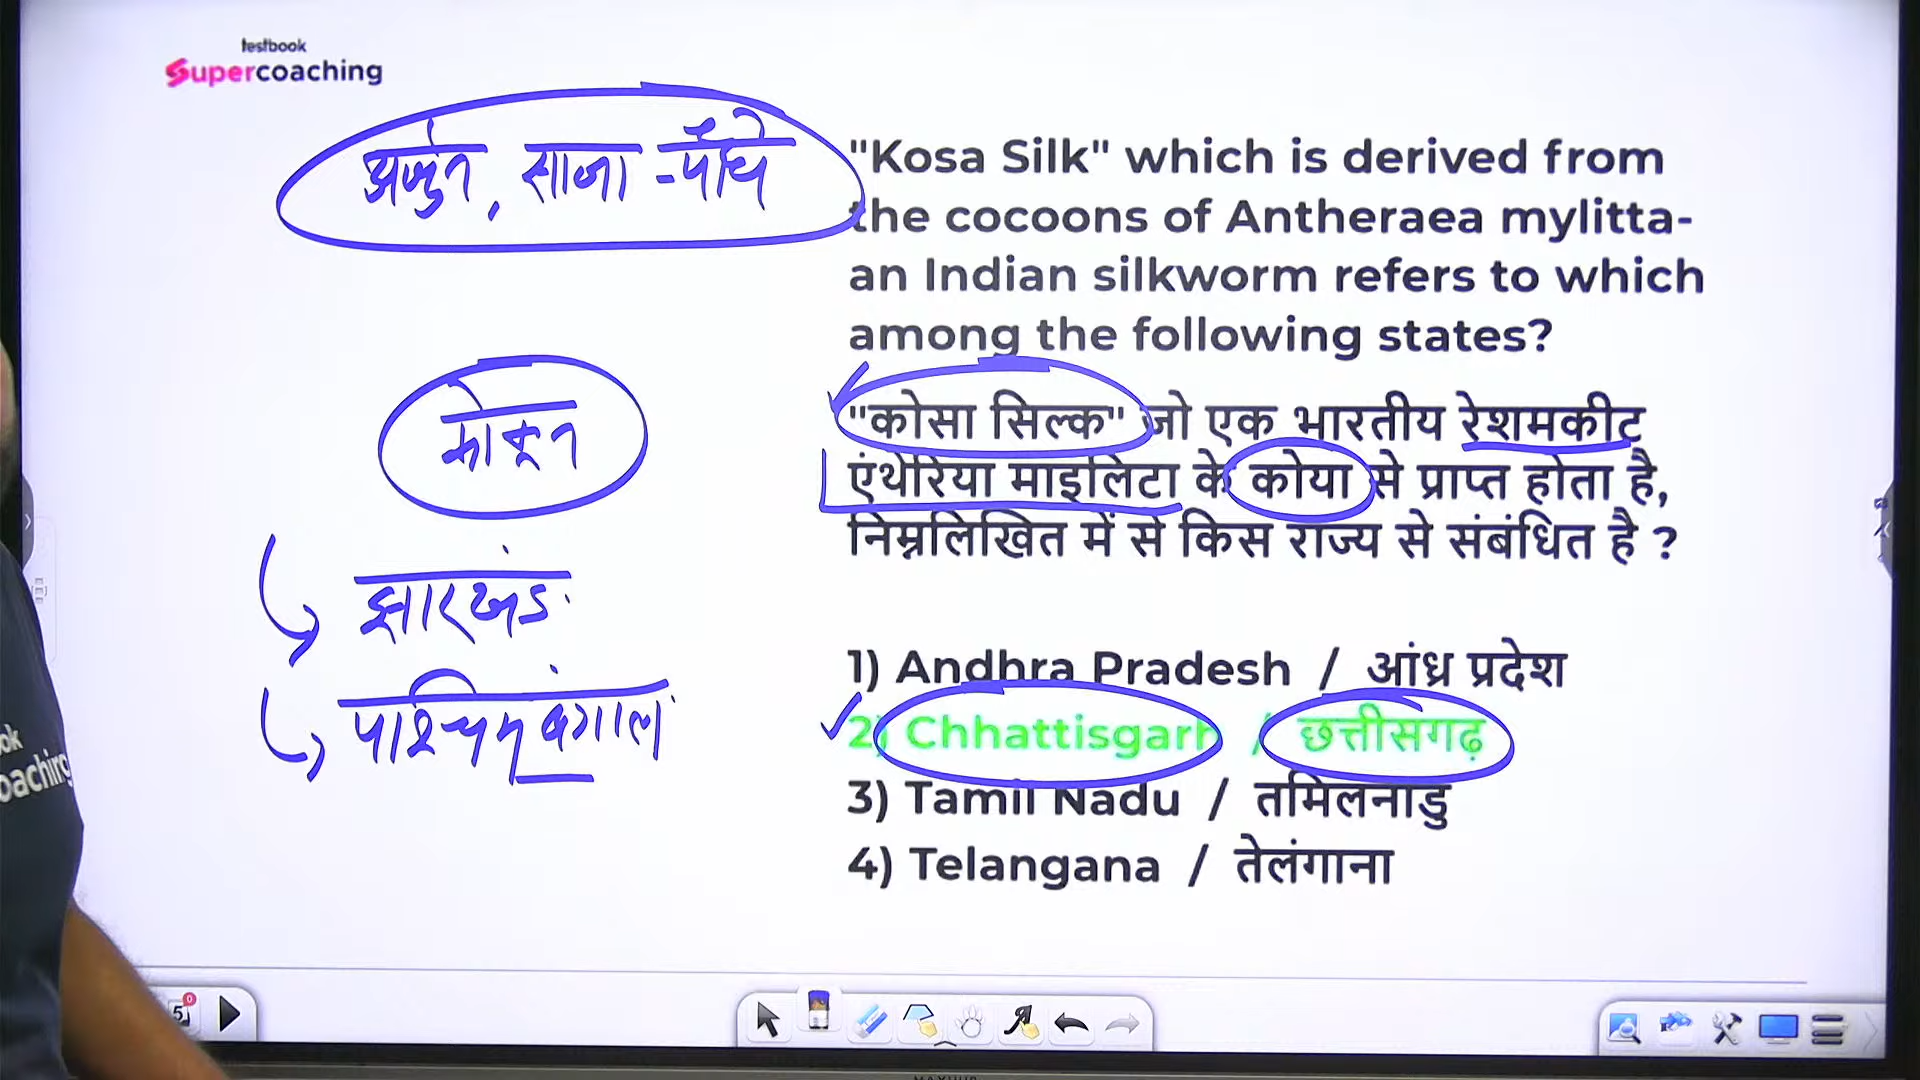 testbook
Supercoaching
अर्जुन, साजा - पौधे
"Kosa Silk" which is derived from
the cocoons of Antheraea mylitta-
an Indian silkworm refers to which
among the following states?
"कोसा सिल्क" जो एक भारतीय रेशमकीट
एंथेरिया माइलिटा के कोया से प्राप्त होता है,
निम्नलिखित में से किस राज्य से संबंधित है ?
झारखंड
पश्चिम बंगाल
1) Andhra Pradesh / आंध्र प्रदेश
2) Chhattisgarh / छत्तीसगढ़
3) Tamil Nadu / तमिलनाडु
4) Telangana / तेलंगाना